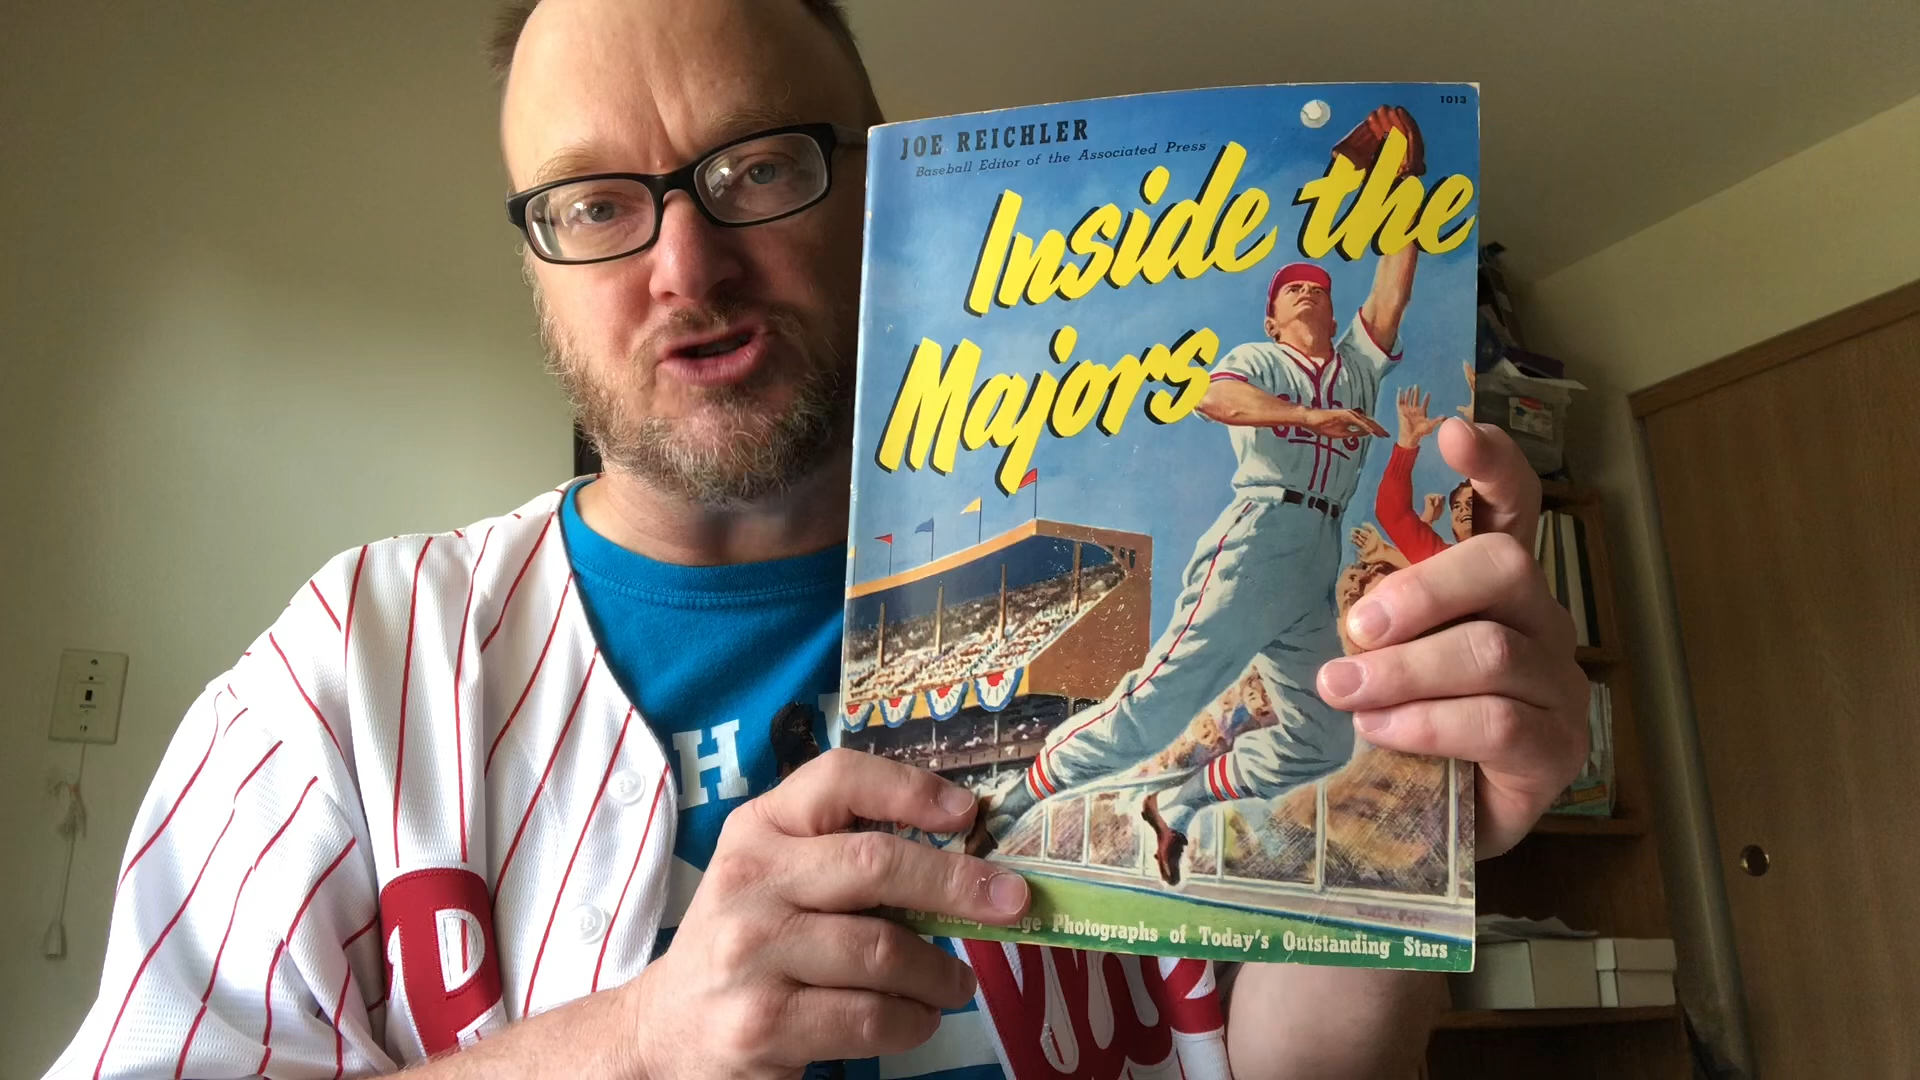 1013
JOE REICHLER
Baseball Editor of the Associated Press
Inside the
Majors
Photographs of Today's Outstanding Stars
H
P